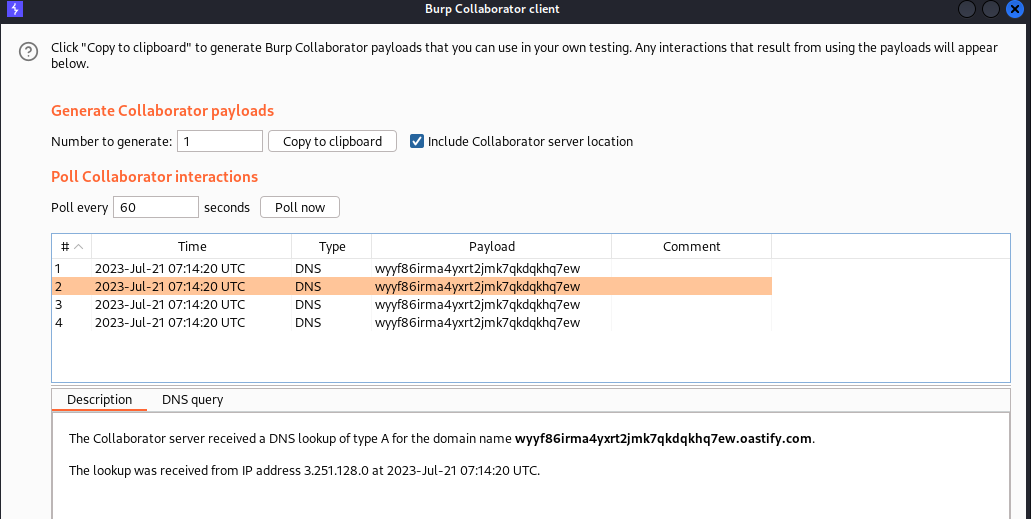 Burp Collaborator client
Click "Copy to clipboard" to generate Burp Collaborator payloads that you can use in your own testing. Any interactions that result from using the payloads will appear
below.
Generate Collaborator payloads
Number to generate: 1 Copy to clipboard Include Collaborator server location
Poll Collaborator interactions
Poll every 60 seconds Poll now
# Time Type Payload Comment
1 2023-Jul-21 07:14:20 UTC DNS wyyf86irma4yxrt2jmk7qkdqkhq7ew
2 2023-Jul-21 07:14:20 UTC DNS wyyf86irma4yxrt2jmk7qkdqkhq7ew
3 2023-Jul-21 07:14:20 UTC DNS wyyf86irma4yxrt2jmk7qkdqkhq7ew
4 2023-Jul-21 07:14:20 UTC DNS wyyf86irma4yxrt2jmk7qkdqkhq7ew
Description DNS query
The Collaborator server received a DNS lookup of type A for the domain name wyyf86irma4yxrt2jmk7qkdqkhq7ew.oastify.com.
The lookup was received from IP address 3.251.128.0 at 2023-Jul-21 07:14:20 UTC.